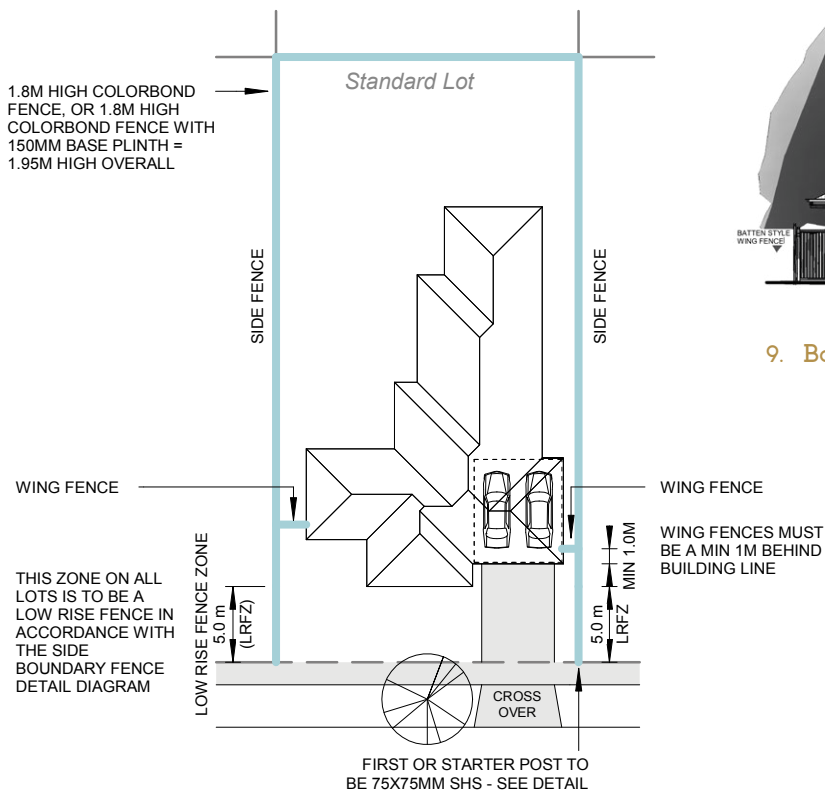 Standard Lot
1.8M HIGH COLORBOND
FENCE, OR 1.8M HIGH
COLORBOND FENCE WITH
150MM BASE PLINTH =
1.95M HIGH OVERALL
SIDE FENCE
SIDE FENCE
BATTEN STYLE
WING FENCE
9.
WING FENCE
WING FENCE
WING FENCES MUST
BE A MIN 1M BEHIND
BUILDING LINE
MIN 1.0M
THIS ZONE ON ALL
LOTS IS TO BE A
LOW RISE FENCE IN
ACCORDANCE WITH
THE SIDE
BOUNDARY FENCE
DETAIL DIAGRAM
LOW RISE FENCE ZONE
5.0 m
(LRFZ)
5.0 m
LRFZ
CROSS
OVER
FIRST OR STARTER POST TO
BE 75X75MM SHS - SEE DETAIL